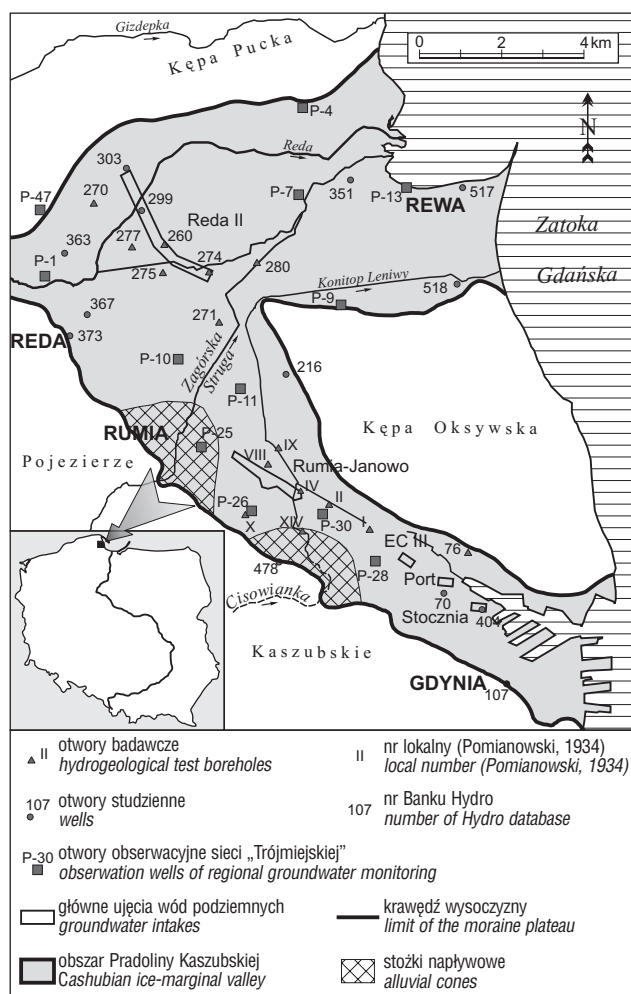 Gizdepka
Kępa Pucka
0 2 4 km
N
P-4
Reda
303
P-47
270
299
P-7
351
P-13
517
REWA
Reda II
Zatoka
Gdańska
363
277
260
P-1
275
274
280
Konitop Leniwy
518
P-9
367
271
REDA
373
P-10
Zagórska
Struga
216
P-11
RUMIA
P-25
Kępa Oksywska
Pojezierze
IX
VIII
Rumia-Janowo
IV
P-26
II
X
P-30
I
XIV
EC III
76
478
P-28
Port
Cisowianka
70
Stocznia
404
Kaszubskie
GDYNIA
107
II otwory badawcze
hydrogeological test boreholes
II nr lokalny (Pomianowski, 1934)
local number (Pomianowski, 1934)
107 otwory studzienne
wells
107 nr Banku Hydro
number of Hydro database
P-30 otwory obserwacyjne sieci „Trójmiejskiej”
obserwation wells of regional groundwater monitoring
główne ujęcia wód podziemnych
groundwater intakes
krawędź wysoczyzny
limit of the moraine plateau
obszar Pradoliny Kaszubskiej
Cashubian ice-marginal valley
stożki napływowe
alluvial cones